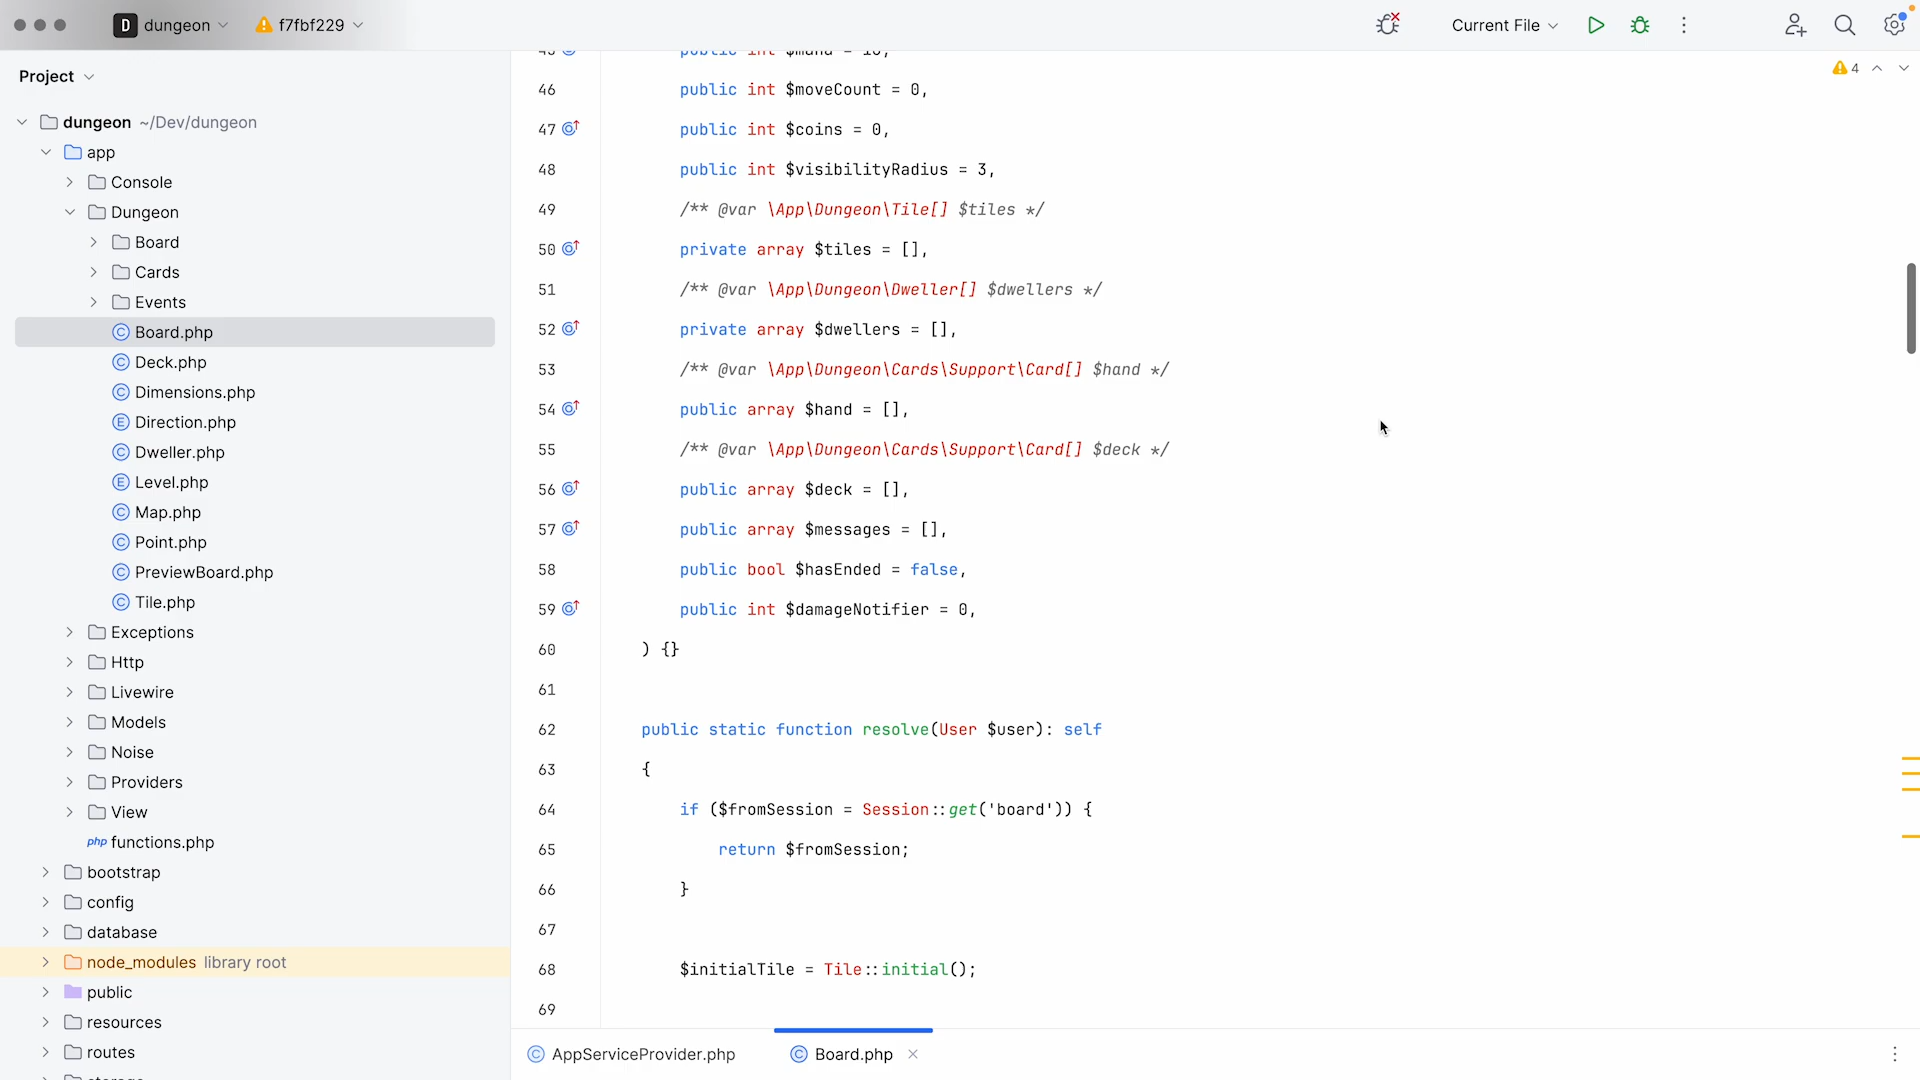 D dungeon f7fbf229 Current File
Project
dungeon ~/Dev/dungeon
app
Console
Dungeon
Board
Cards
Events
C Board.php
C Deck.php
C Dimensions.php
E Direction.php
C Dweller.php
E Level.php
C Map.php
C Point.php
C PreviewBoard.php
C Tile.php
Exceptions
Http
Livewire
Models
Noise
Providers
View
php functions.php
bootstrap
config
database
node_modules library root
public
resources
routes
storage
4
45 public int $mana = 10,
46 public int $moveCount = 0,
47 public int $coins = 0,
48 public int $visibilityRadius = 3,
49 /** @var \App\Dungeon\Tile[] $tiles */
50 private array $tiles = [],
51 /** @var \App\Dungeon\Dweller[] $dwellers */
52 private array $dwellers = [],
53 /** @var \App\Dungeon\Cards\Support\Card[] $hand */
54 public array $hand = [],
55 /** @var \App\Dungeon\Cards\Support\Card[] $deck */
56 public array $deck = [],
57 public array $messages = [],
58 public bool $hasEnded = false,
59 public int $damageNotifier = 0,
60 ) {}
61
62 public static function resolve(User $user): self
63 {
64 if ($fromSession = Session::get('board')) {
65 return $fromSession;
66 }
67
68 $initialTile = Tile::initial();
69
C AppServiceProvider.php C Board.php